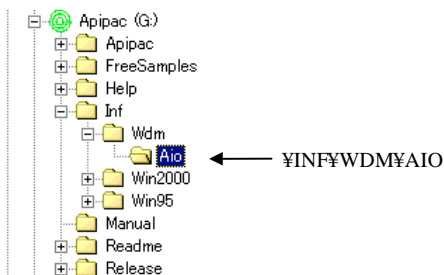 Apipac (G:)
Apipac
FreeSamples
Help
Inf
Wdm
Aio
¥INF¥WDM¥AIO
Win2000
Win95
Manual
Readme
Release